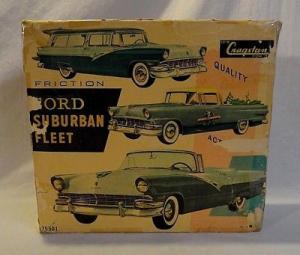 Cragstan
FRICTION
QUALITY
FORD
SUBURBAN
FLEET